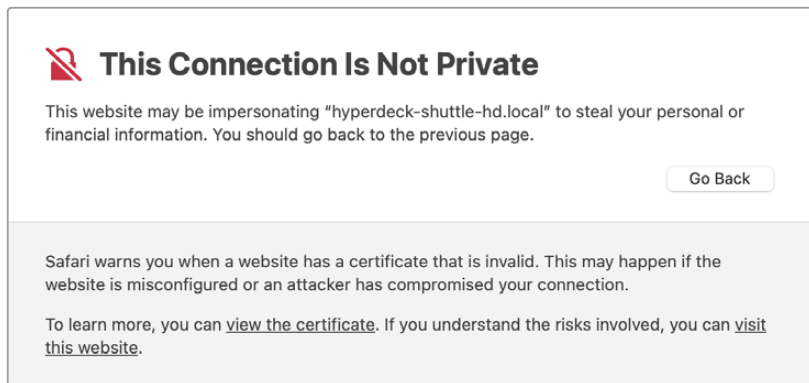 This Connection Is Not Private
This website may be impersonating “hyperdeck-shuttle-hd.local” to steal your personal or
financial information. You should go back to the previous page.
Go Back
Safari warns you when a website has a certificate that is invalid. This may happen if the
website is misconfigured or an attacker has compromised your connection.
To learn more, you can view the certificate. If you understand the risks involved, you can visit
this website.